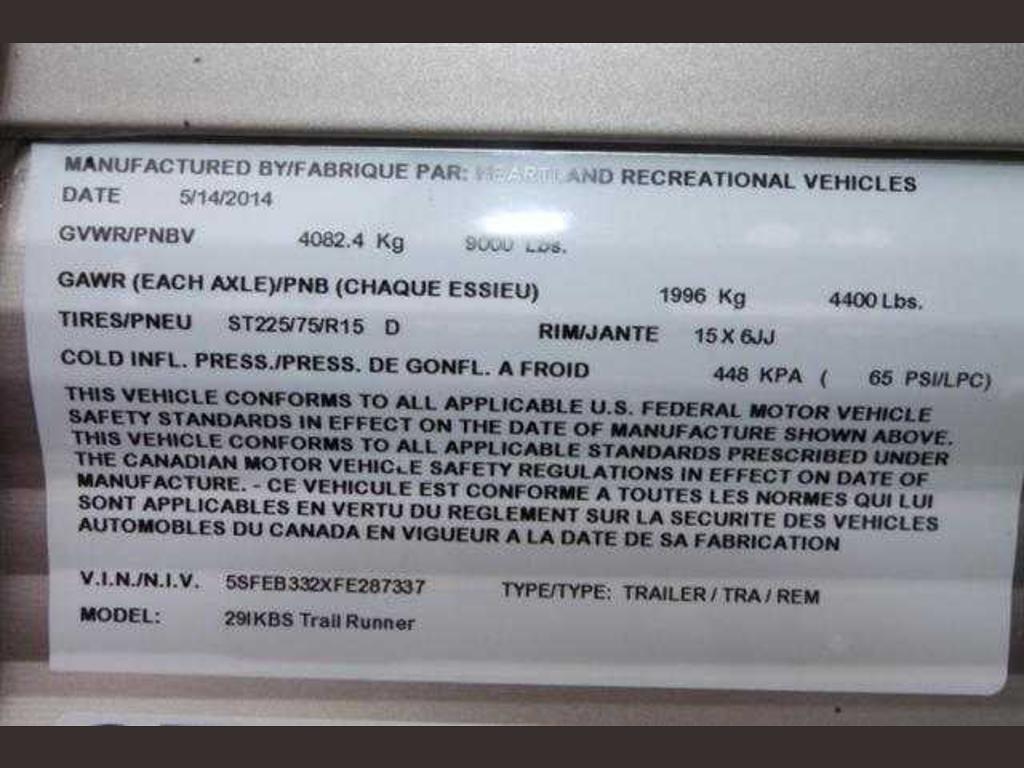 MANUFACTURED BY/FABRIQUE PAR: HEARTLAND RECREATIONAL VEHICLES
DATE 5/14/2014
GVWR/PNBV 4082.4 Kg 9000 Lbs.
GAWR (EACH AXLE)/PNB (CHAQUE ESSIEU) 1996 Kg 4400 Lbs.
TIRES/PNEU ST225/75/R15 D RIM/JANTE 15 X 6JJ
COLD INFL. PRESS./PRESS. DE GONFL. A FROID 448 KPA ( 65 PSI/LPC)
THIS VEHICLE CONFORMS TO ALL APPLICABLE U.S. FEDERAL MOTOR VEHICLE
SAFETY STANDARDS IN EFFECT ON THE DATE OF MANUFACTURE SHOWN ABOVE.
THIS VEHICLE CONFORMS TO ALL APPLICABLE STANDARDS PRESCRIBED UNDER
THE CANADIAN MOTOR VEHICLE SAFETY REGULATIONS IN EFFECT ON DATE OF
MANUFACTURE. - CE VEHICULE EST CONFORME A TOUTES LES NORMES QUI LUI
SONT APPLICABLES EN VERTU DU REGLEMENT SUR LA SECURITE DES VEHICLES
AUTOMOBLES DU CANADA EN VIGUEUR A LA DATE DE SA FABRICATION
V.I.N./N.I.V. 5SFEB332XFE287337 TYPE/TYPE: TRAILER / TRA / REM
MODEL: 29IKBS Trail Runner